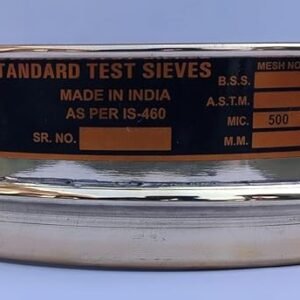 TANDARD TEST SIEVES
MADE IN INDIA
AS PER IS-460
SR. NO.
MESH NO
B.S.S.
A.S.T.M.
MIC. 500
M.M.